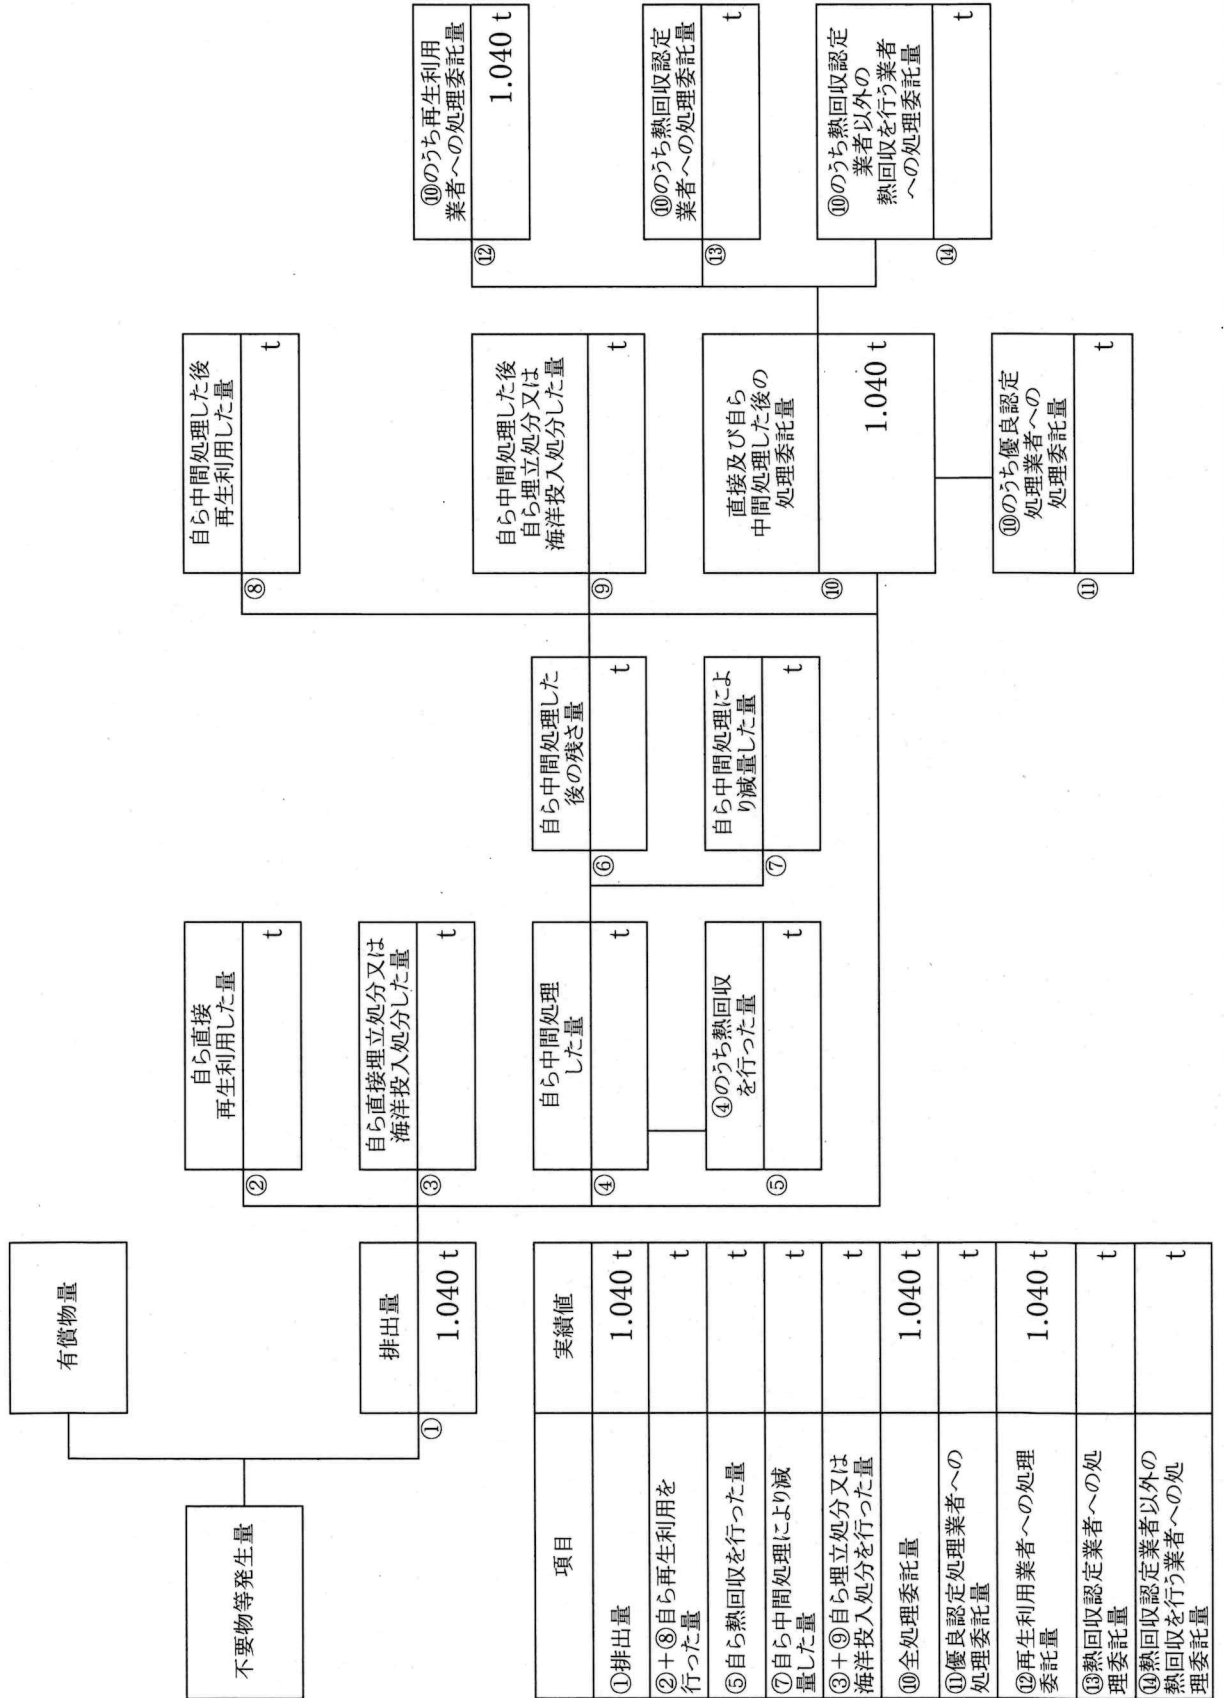 不要物等発生量
有償物量
①
排出量
1.040 t
②
自ら直接
再生利用した量
t
③
自ら直接埋立処分又は
海洋投入処分した量
t
④
自ら中間処理
した量
t
⑤
④のうち熱回収
を行った量
t
⑥
自ら中間処理した
後の残さ量
t
⑦
自ら中間処理によ
り減量した量
t
⑧
自ら中間処理した後
再生利用した量
t
⑨
自ら中間処理した後
自ら埋立処分又は
海洋投入処分した量
t
⑩
直接及び自ら
中間処理した後の
処理委託量
1.040 t
⑪
⑩のうち優良認定
処理業者への
処理委託量
t
⑫
⑩のうち再生利用
業者への処理委託量
1.040 t
⑬
⑩のうち熱回収認定
業者への処理委託量
t
⑭
⑩のうち熱回収認定
業者以外の
熱回収を行う業者
への処理委託量
t
項目 実績値
①排出量 1.040 t
②+⑧自ら再生利用を
行った量 t
⑤自ら熱回収を行った量 t
⑦自ら中間処理により減
量した量 t
③+⑨自ら埋立処分又は
海洋投入処分を行った量 t
⑩全処理委託量 1.040 t
⑪優良認定処理業者への
処理委託量 t
⑫再生利用業者への処理
委託量 1.040 t
⑬熱回収認定業者への処
理委託量 t
⑭熱回収認定業者以外の
熱回収を行う業者への処
理委託量 t